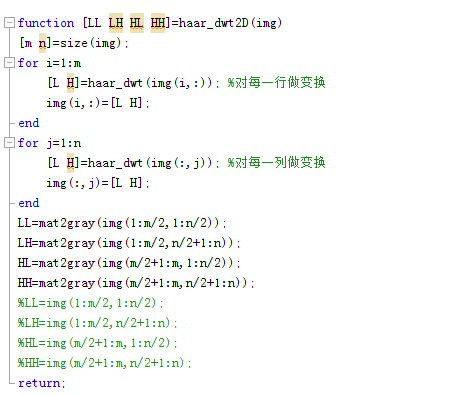 function [LL LH HL HH]=haar_dwt2D(img)
[m n]=size(img);
for i=1:m
[L H]=haar_dwt(img(i,:)); %对每一行做变换
img(i,:)=[L H];
end
for j=1:n
[L H]=haar_dwt(img(:,j)); %对每一列做变换
img(:,j)=[L H];
end
LL=mat2gray(img(1:m/2,1:n/2));
LH=mat2gray(img(1:m/2,n/2+1:n));
HL=mat2gray(img(m/2+1:m,1:n/2));
HH=mat2gray(img(m/2+1:m,n/2+1:n));
%LL=img(1:m/2,1:n/2);
%LH=img(1:m/2,n/2+1:n);
%HL=img(m/2+1:m,1:n/2);
%HH=img(m/2+1:m,n/2+1:n);
return;